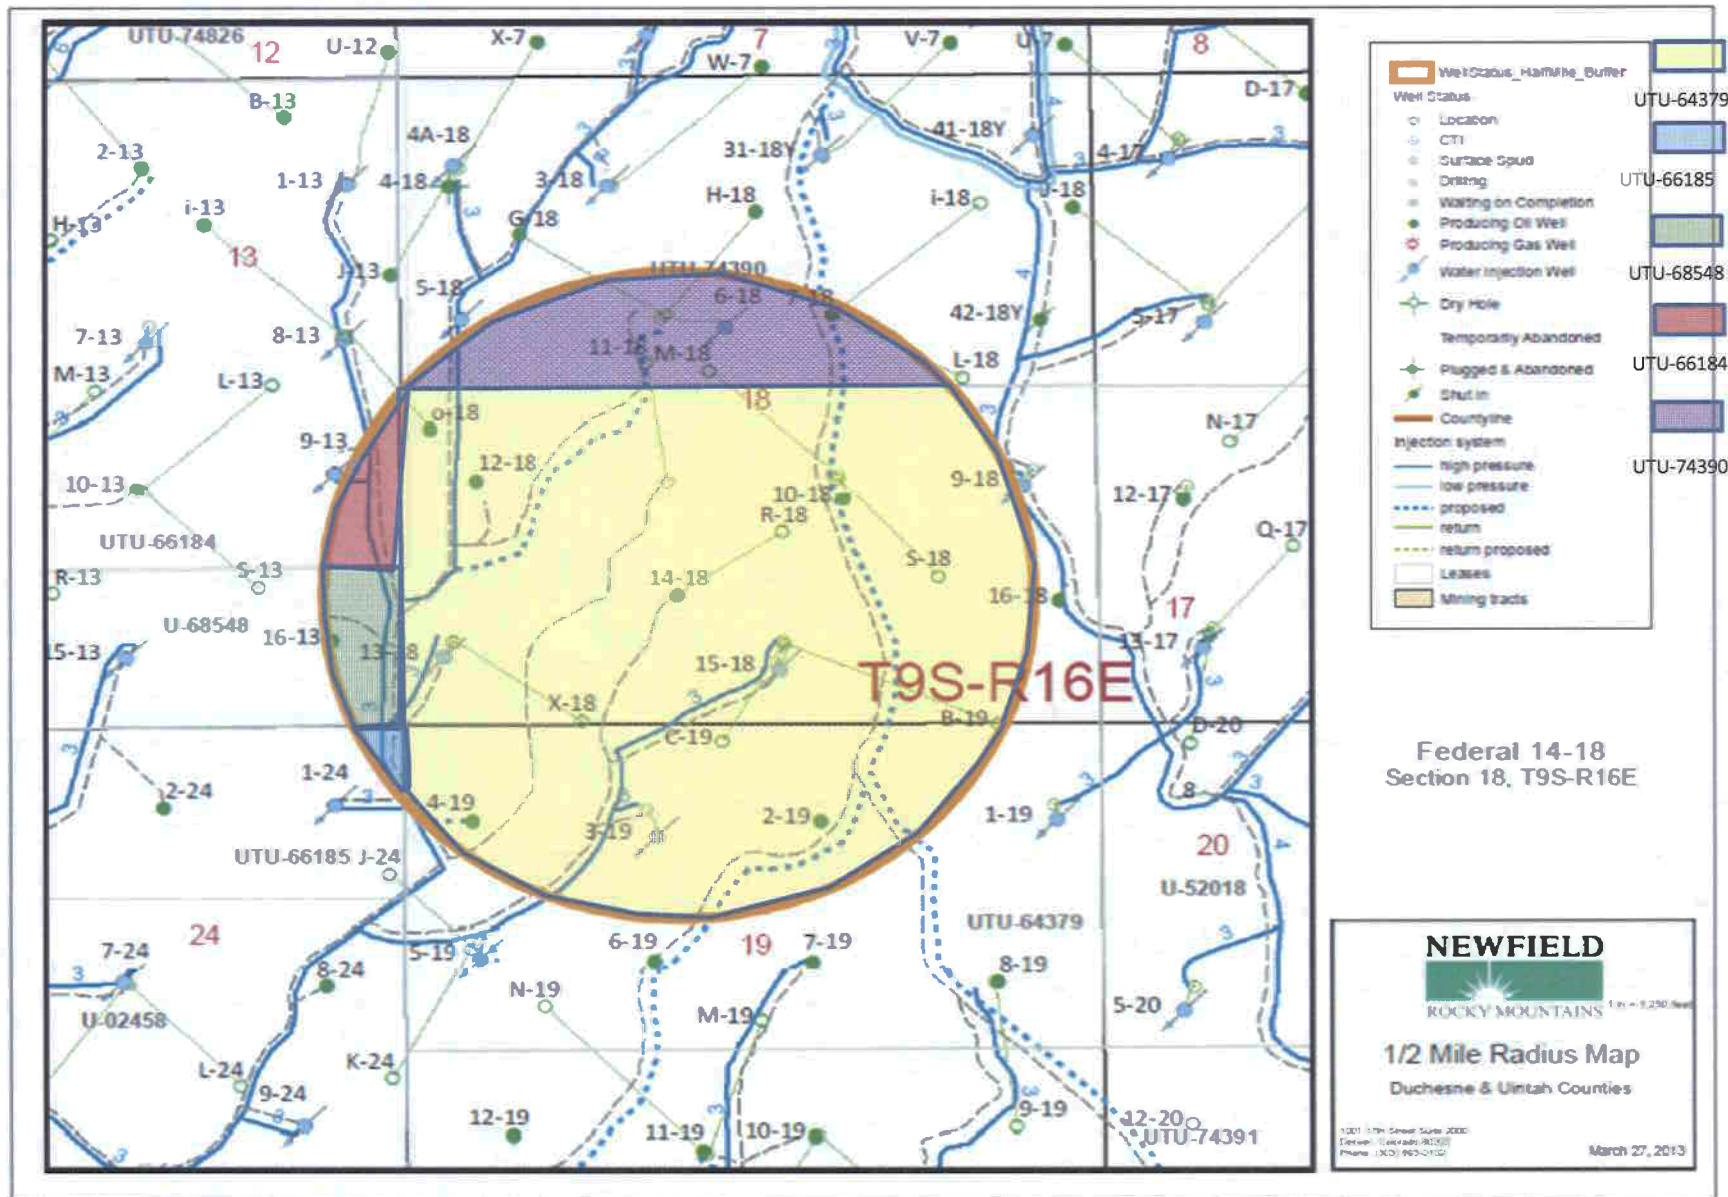 UTU-74826
12
U-12
X-7
7
W-7
V-7
U-7
8
D-17
B-13
4A-18
41-18Y
2-13
1-13
4-18
3-18
31-18Y
4-17
3
H-13
i-13
G-18
H-18
i-18
J-18
13
J-13
5-18
UTU-74390
6-18
7-18
42-18Y
5-17
7-13
8-13
11-18
M-18
L-18
M-13
L-13
18
o-18
N-17
9-13
12-18
10-13
10-18
9-18
12-17
R-18
Q-17
UTU-66184
S-13
R-13
14-18
S-18
16-18
17
U-68548
16-13
13-18
15-13
15-18
13-17
T9S-R16E
X-18
C-19
B-19
D-20
1-24
2-24
4-19
3-19
2-19
1-19
8
20
UTU-66185
J-24
U-52018
24
UTU-64379
7-24
8-24
5-19
6-19
19
7-19
8-19
N-19
M-19
5-20
U-02458
L-24
K-24
9-24
9-19
12-20
UTU-74391
12-19
11-19
10-19
WellStatus_HalfMile_Buffer
Well Status
Location
CTI
Surface Spud
Drilling
Waiting on Completion
Producing Oil Well
Producing Gas Well
Water Injection Well
Dry Hole
Temporarily Abandoned
Plugged & Abandoned
Shut In
Countyline
Injection system
high pressure
low pressure
proposed
return
return proposed
Leases
Mining tracts
UTU-64379
UTU-66185
UTU-68548
UTU-66184
UTU-74390
Federal 14-18
Section 18, T9S-R16E
NEWFIELD
ROCKY MOUNTAINS
1/2 Mile Radius Map
Duchesne & Uintah Counties
March 27, 2013